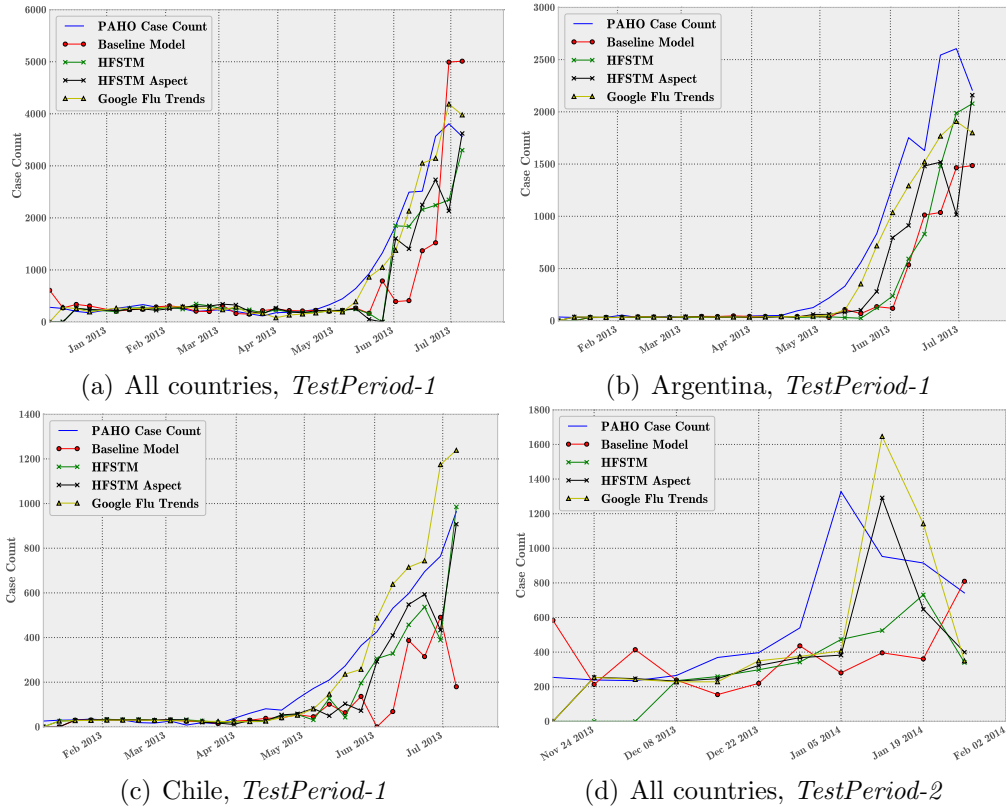 6000
5000
4000
3000
2000
1000
0
Case Count
PAHO Case Count
Baseline Model
HFSTM
HFSTM Aspect
Google Flu Trends
Jan 2013
Feb 2013
Mar 2013
Apr 2013
May 2013
Jun 2013
Jul 2013
(a) All countries, TestPeriod-1
3000
2500
2000
1500
1000
500
0
Case Count
PAHO Case Count
Baseline Model
HFSTM
HFSTM Aspect
Google Flu Trends
Feb 2013
Mar 2013
Apr 2013
May 2013
Jun 2013
Jul 2013
(b) Argentina, TestPeriod-1
1400
1200
1000
800
600
400
200
0
Case Count
PAHO Case Count
Baseline Model
HFSTM
HFSTM Aspect
Google Flu Trends
Feb 2013
Mar 2013
Apr 2013
May 2013
Jun 2013
Jul 2013
(c) Chile, TestPeriod-1
1800
1600
1400
1200
1000
800
600
400
200
0
Case Count
PAHO Case Count
Baseline Model
HFSTM
HFSTM Aspect
Google Flu Trends
Nov 24 2013
Dec 08 2013
Dec 22 2013
Jan 05 2014
Jan 19 2014
Feb 02 2014
(d) All countries, TestPeriod-2